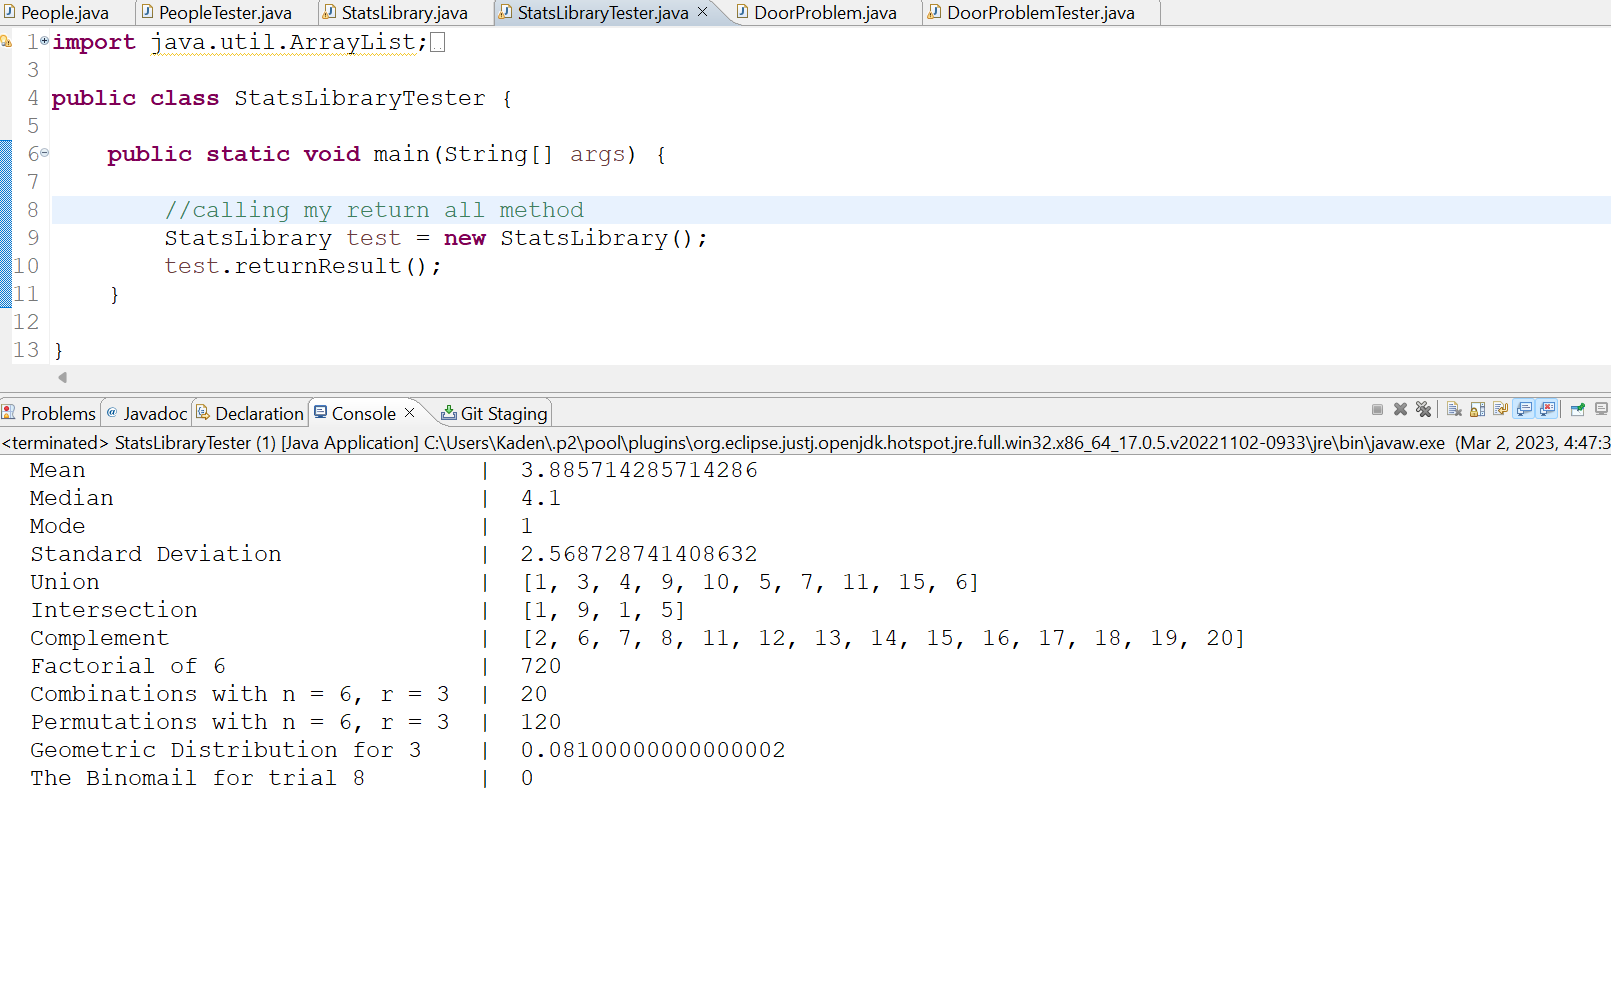 People.java PeopleTester.java StatsLibrary.java StatsLibraryTester.java DoorProblem.java DoorProblemTester.java
1 import java.util.ArrayList;
3
4 public class StatsLibraryTester {
5
6 public static void main(String[] args) {
7
8 //calling my return all method
9 StatsLibrary test = new StatsLibrary();
10 test.returnResult();
11 }
12
13 }
Problems @ Javadoc Declaration Console Git Staging
<terminated> StatsLibraryTester (1) [Java Application] C:\Users\Kaden\.p2\pool\plugins\org.eclipse.justj.openjdk.hotspot.jre.full.win32.x86_64_17.0.5.v20221102-0933\jre\bin\javaw.exe (Mar 2, 2023, 4:47:3
Mean | 3.885714285714286
Median | 4.1
Mode | 1
Standard Deviation | 2.568728741408632
Union | [1, 3, 4, 9, 10, 5, 7, 11, 15, 6]
Intersection | [1, 9, 1, 5]
Complement | [2, 6, 7, 8, 11, 12, 13, 14, 15, 16, 17, 18, 19, 20]
Factorial of 6 | 720
Combinations with n = 6, r = 3 | 20
Permutations with n = 6, r = 3 | 120
Geometric Distribution for 3 | 0.08100000000000002
The Binomail for trial 8 | 0